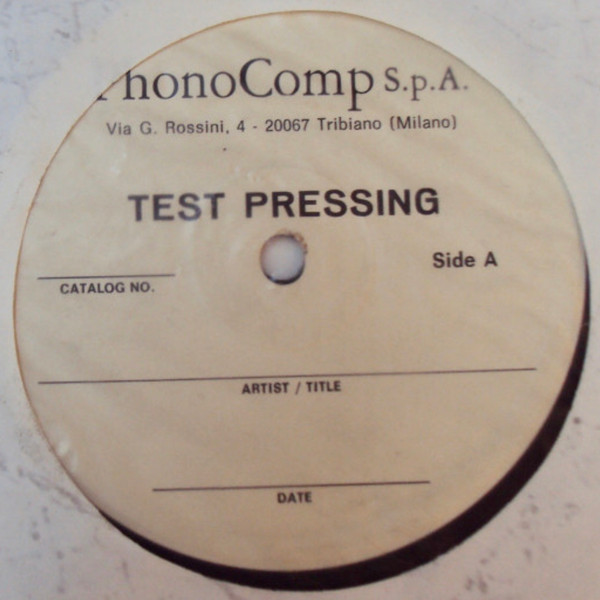 PhonoComp S.p.A.
Via G. Rossini, 4 - 20067 Tribiano (Milano)
TEST PRESSING
Side A
CATALOG NO.
ARTIST / TITLE
DATE